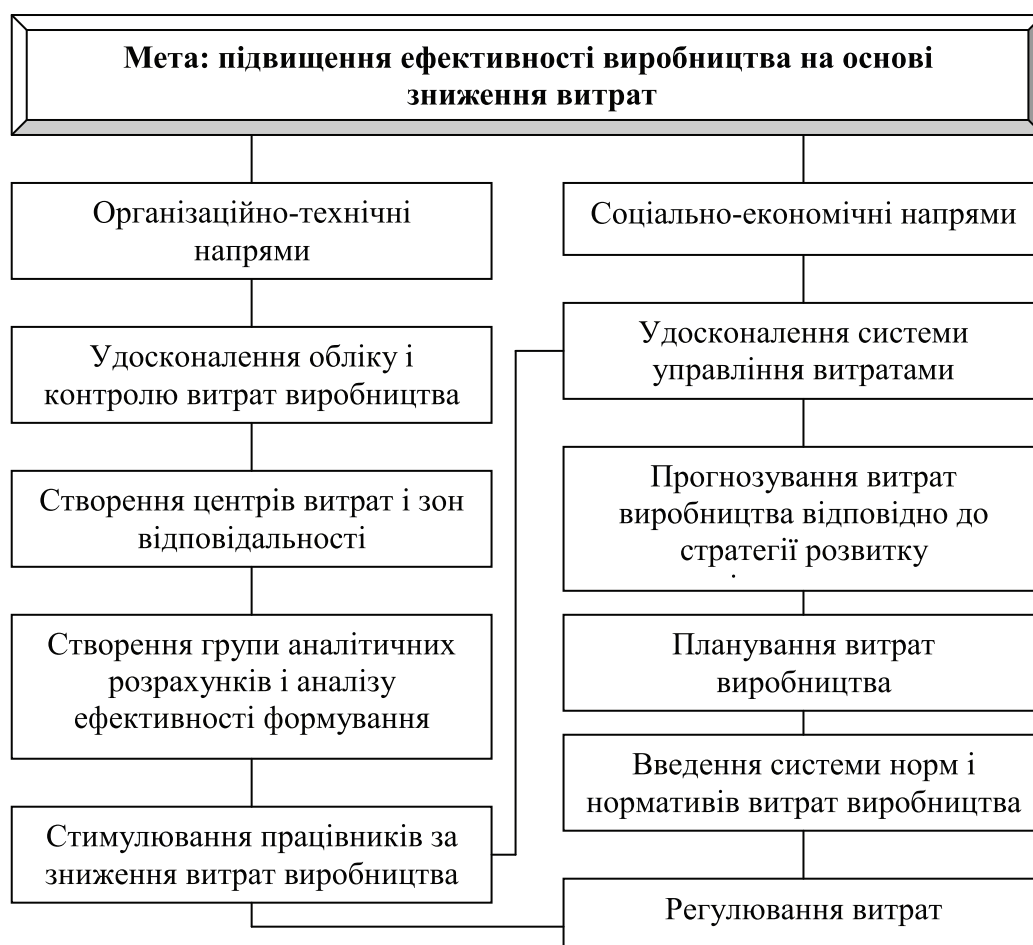 Мета: підвищення ефективності виробництва на основі
зниження витрат
Організаційно-технічні
напрями
Удосконалення обліку і
контролю витрат виробництва
Створення центрів витрат і зон
відповідальності
Створення групи аналітичних
розрахунків і аналізу
ефективності формування
Стимулювання працівників за
зниження витрат виробництва
Соціально-економічні напрями
Удосконалення системи
управління витратами
Прогнозування витрат
виробництва відповідно до
стратегії розвитку
Планування витрат
виробництва
Введення системи норм і
нормативів витрат виробництва
Регулювання витрат